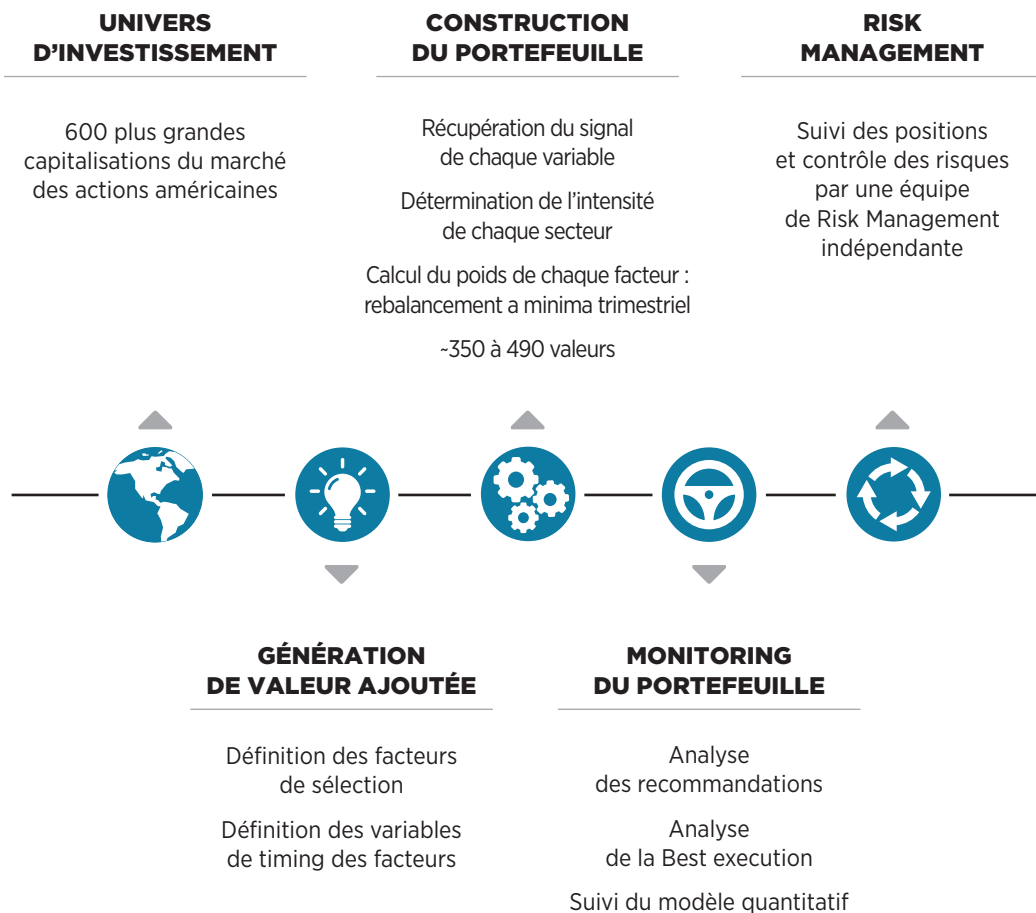 UNIVERS
D'INVESTISSEMENT
600 plus grandes
capitalisations du marché
des actions américaines
CONSTRUCTION
DU PORTEFEUILLE
Récupération du signal
de chaque variable
Détermination de l'intensité
de chaque secteur
Calcul du poids de chaque facteur :
rebalancement a minima trimestriel
~350 à 490 valeurs
RISK
MANAGEMENT
Suivi des positions
et contrôle des risques
par une équipe
de Risk Management
indépendante
GÉNÉRATION
DE VALEUR AJOUTÉE
Définition des facteurs
de sélection
Définition des variables
de timing des facteurs
MONITORING
DU PORTEFEUILLE
Analyse
des recommandations
Analyse
de la Best execution
Suivi du modèle quantitatif